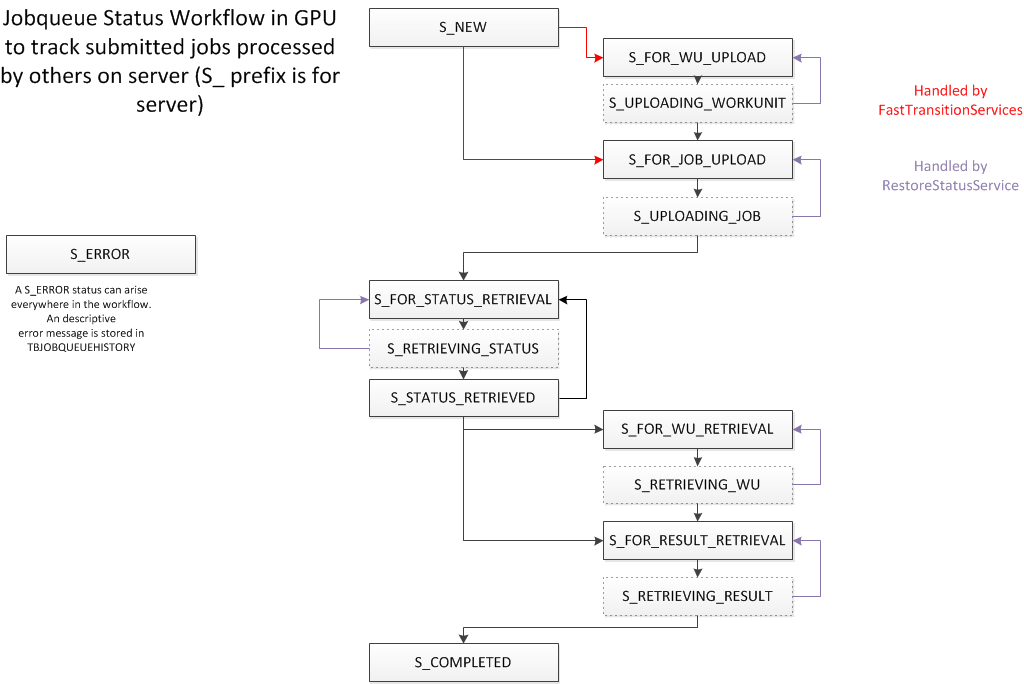 Jobqueue Status Workflow in GPU
to track submitted jobs processed
by others on server (S_ prefix is for
server)
S_NEW
S_FOR_WU_UPLOAD
S_UPLOADING_WORKUNIT
Handled by
FastTransitionServices
S_FOR_JOB_UPLOAD
Handled by
RestoreStatusService
S_UPLOADING_JOB
S_ERROR
A S_ERROR status can arise
everywhere in the workflow.
An descriptive
error message is stored in
TBJOBQUEUEHISTORY
S_FOR_STATUS_RETRIEVAL
S_RETRIEVING_STATUS
S_STATUS_RETRIEVED
S_FOR_WU_RETRIEVAL
S_RETRIEVING_WU
S_FOR_RESULT_RETRIEVAL
S_RETRIEVING_RESULT
S_COMPLETED